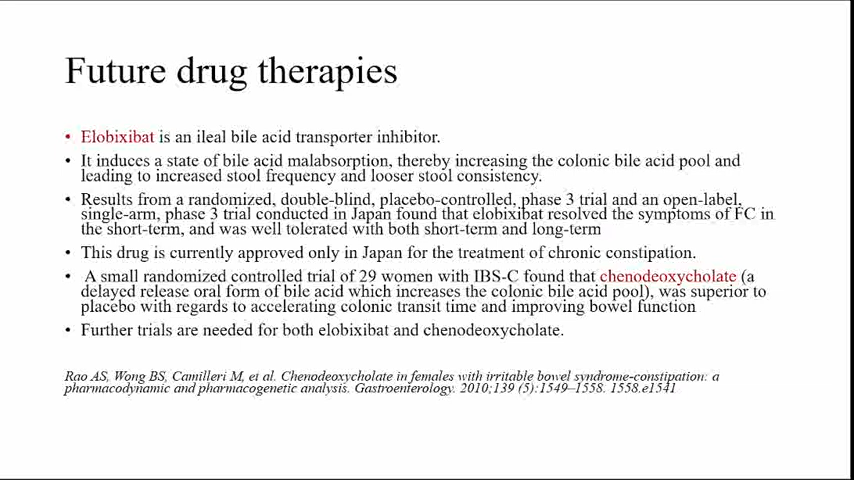 Future drug therapies
• Elobixibat is an ileal bile acid transporter inhibitor.
• It induces a state of bile acid malabsorption, thereby increasing the colonic bile acid pool and
leading to increased stool frequency and looser stool consistency.
• Results from a randomized, double-blind, placebo-controlled, phase 3 trial and an open-label,
single-arm, phase 3 trial conducted in Japan found that elobixibat resolved the symptoms of FC in
the short-term, and was well tolerated with both short-term and long-term
• This drug is currently approved only in Japan for the treatment of chronic constipation.
• A small randomized controlled trial of 29 women with IBS-C found that chenodeoxycholate (a
delayed release oral form of bile acid which increases the colonic bile acid pool), was superior to
placebo with regards to accelerating colonic transit time and improving bowel function
• Further trials are needed for both elobixibat and chenodeoxycholate.
Rao AS, Wong BS, Camilleri M, et al. Chenodeoxycholate in females with irritable bowel syndrome-constipation: a
pharmacodynamic and pharmacogenetic analysis. Gastroenterology. 2010;139 (5):1549–1558. 1558.e1541